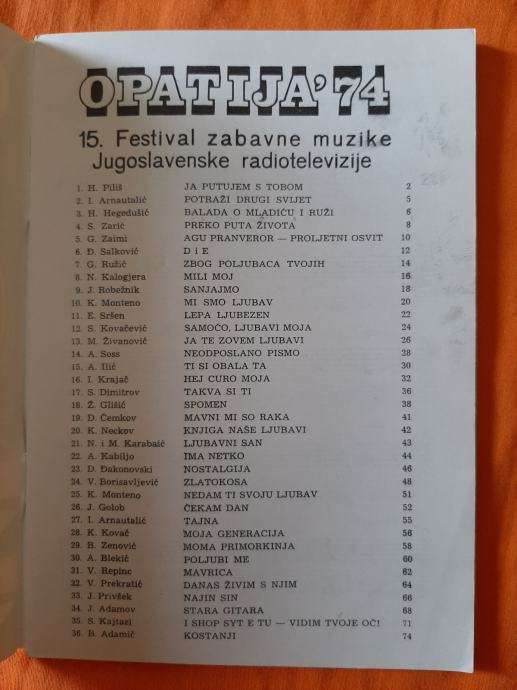 OPATIJA'74
15. Festival zabavne muzike
Jugoslavenske radiotelevizije
1. H. Piliš JA PUTUJEM S TOBOM 2
2. I. Arnautalić POTRAŽI DRUGI SVIJET 5
3. H. Hegedušić BALADA O MLADIĆU I RUŽI 6
4. S. Zarić PREKO PUTA ŽIVOTA 8
5. G. Zaimi AGU PRANVEROR — PROLJETNI OSVIT 10
6. Đ. Salković D i E 12
7. G. Ružić ZBOG POLJUBACA TVOJIH 14
8. N. Kalogjera MILI MOJ 16
9. J. Robežnik SANJAJMO 18
10. K. Monteno MI SMO LJUBAV 20
11. E. Sršen LEPA LJUBEZEN 22
12. S. Kovačević SAMOĆO, LJUBAVI MOJA 24
13. M. Živanović JA TE ZOVEM LJUBAVI 26
14. A. Soss NEODPOSLANO PISMO 28
15. A. Ilić TI SI OBALA TA 30
16. I. Krajač HEJ CURO MOJA 32
17. S. Dimitrov TAKVA SI TI 36
18. Ž. Glišić SPOMEN 38
19. D. Čemkov MAVNI MI SO RAKA 41
20. K. Neckov KNJIGA NAŠE LJUBAVI 42
21. N. i M. Karabaić LJUBAVNI SAN 43
22. A. Kabiljo IMA NETKO 44
23. D. Đakonovski NOSTALGIJA 46
24. V. Borisavljević ZLATOKOSA 48
25. K. Monteno NEDAM TI SVOJU LJUBAV 51
26. J. Golob ČEKAM DAN 52
27. I. Arnautalić TAJNA 55
28. K. Kovač MOJA GENERACIJA 56
29. B. Zenović MOMA PRIMORKINJA 58
30. A. Blekić POLJUBI ME 60
31. V. Repinc MAVRICA 62
32. V. Prekratić DANAS ŽIVIM S NJIM 64
33. J. Privšek NAJIN SIN 66
34. J. Adamov STARA GITARA 68
35. S. Kajtazi I SHOP SYT E TU — VIDIM TVOJE OČI 71
36. B. Adamič KOSTANJI 74